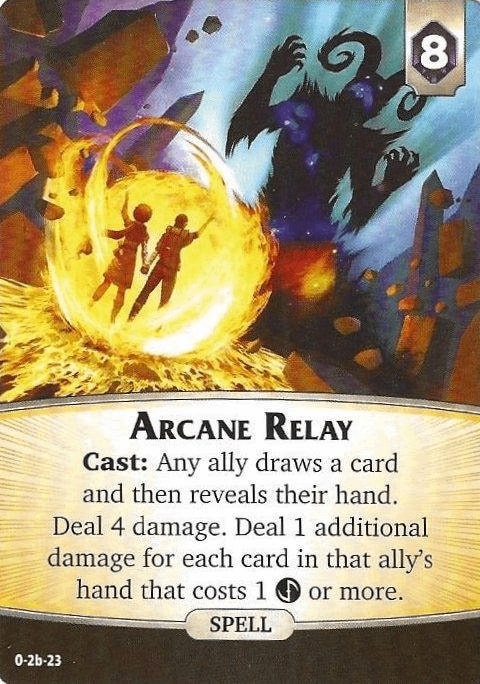 8
ARCANE RELAY
Cast: Any ally draws a card
and then reveals their hand.
Deal 4 damage. Deal 1 additional
damage for each card in that ally's
hand that costs 1 or more.
SPELL
0-2b-23